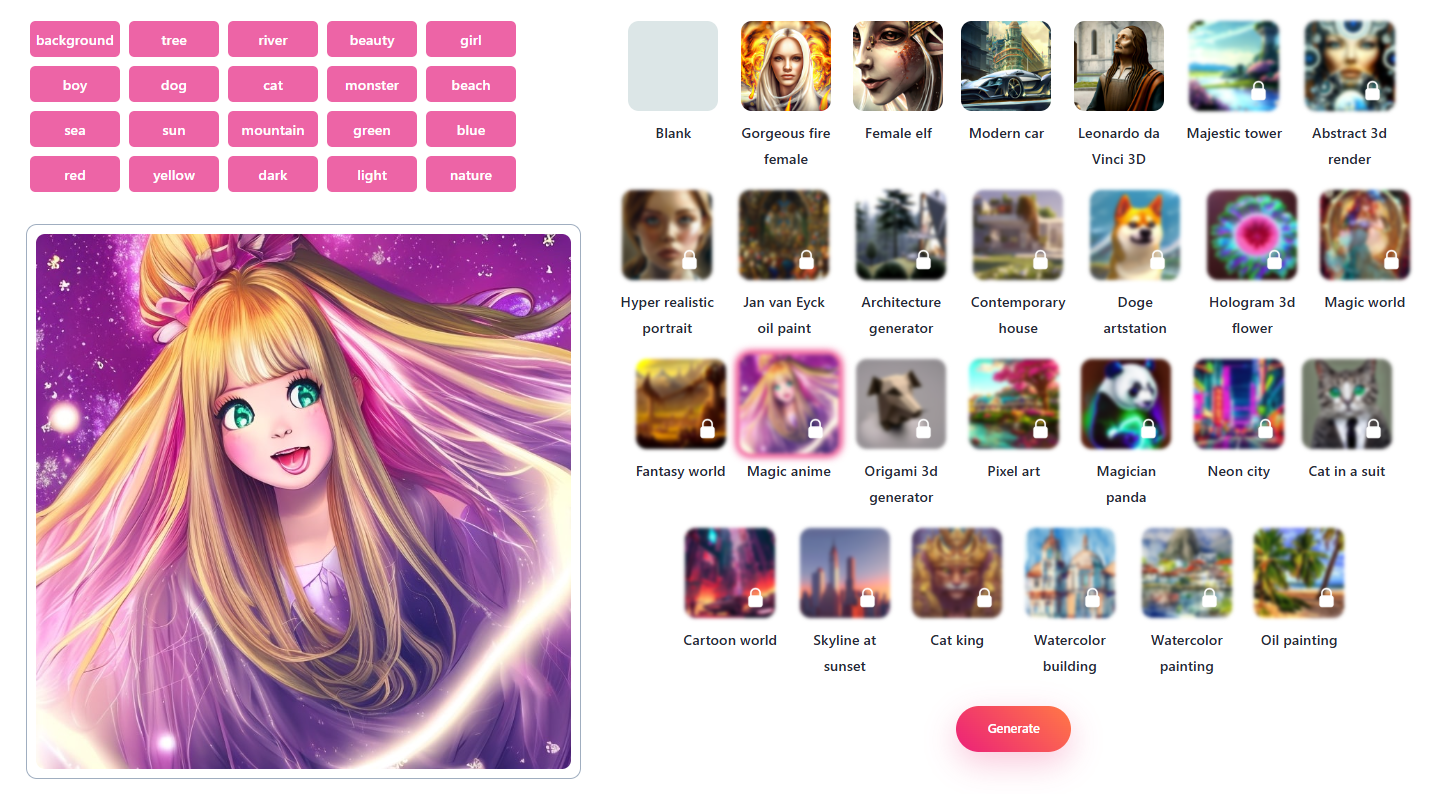 background tree river beauty girl
boy dog cat monster beach
sea sun mountain green blue
red yellow dark light nature
Blank
Gorgeous fire
female
Female elf
Modern car
Leonardo da
Vinci 3D
Majestic tower
Abstract 3d
render
Hyper realistic
portrait
Jan van Eyck
oil paint
Architecture
generator
Contemporary
house
Doge
artstation
Hologram 3d
flower
Magic world
Fantasy world
Magic anime
Origami 3d
generator
Pixel art
Magician
panda
Neon city
Cat in a suit
Cartoon world
Skyline at
sunset
Cat king
Watercolor
building
Watercolor
painting
Oil painting
Generate